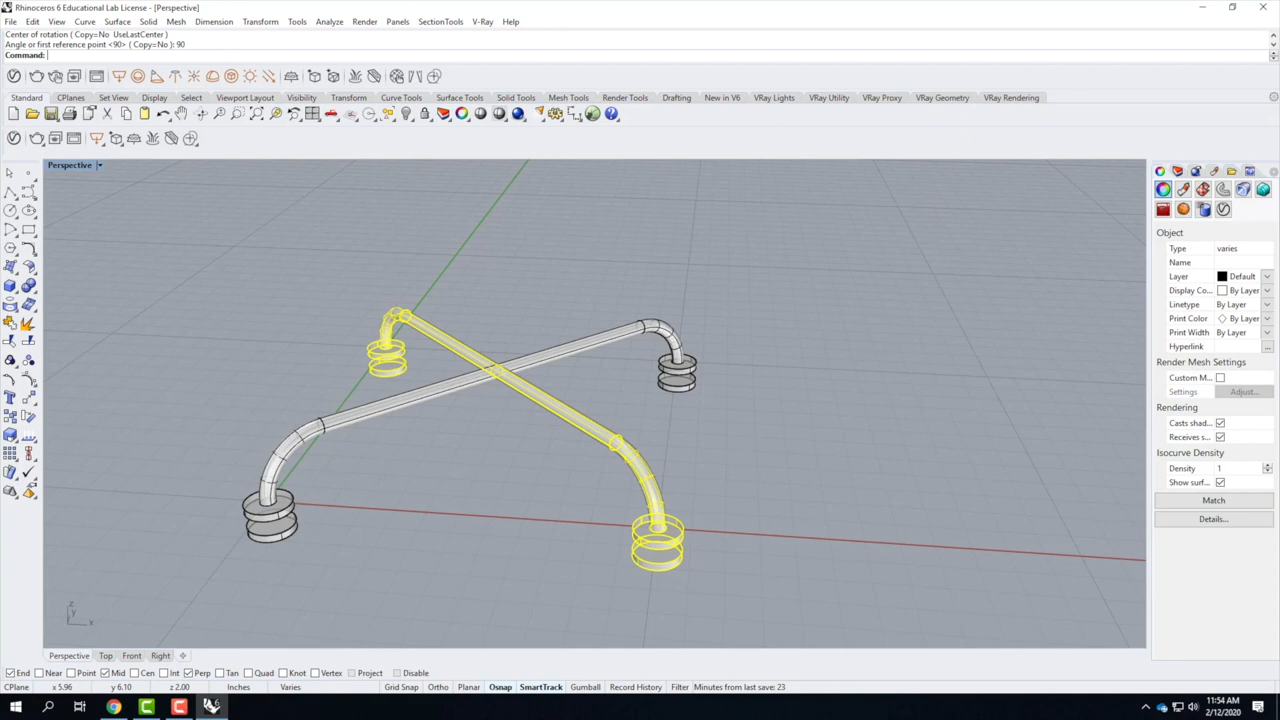 Rhinoceros 6 Educational Lab License - [Perspective]
File Edit View Curve Surface Solid Mesh Dimension Transform Tools Analyze Render Panels SectionTools V-Ray Help
Center of rotation ( Copy=No UseLastCenter )
Angle or first reference point <90> ( Copy=No ): 90
Command:
Standard CPlanes Set View Display Select Viewport Layout Visibility Transform Curve Tools Surface Tools Solid Tools Mesh Tools Render Tools Drafting New in V6 VRay Lights VRay Utility VRay Proxy VRay Geometry VRay Rendering
Perspective
Object
Type varies
Name
Layer Default
Display Co... By Layer
Linetype By Layer
Print Color By Layer
Print Width By Layer
Hyperlink ...
Render Mesh Settings
Custom M...
Settings Adjust...
Rendering
Casts shad...
Receives s...
Isocurve Density
Density 1
Show surf...
Match
Details...
z
y
x
Perspective Top Front Right
End Near Point Mid Cen Int Perp Tan Quad Knot Vertex Project Disable
CPlane x 5.96 y 6.10 z 2.00 Inches Varies Grid Snap Ortho Planar Osnap SmartTrack Gumball Record History Filter Minutes from last save: 23
11:54 AM
2/12/2020